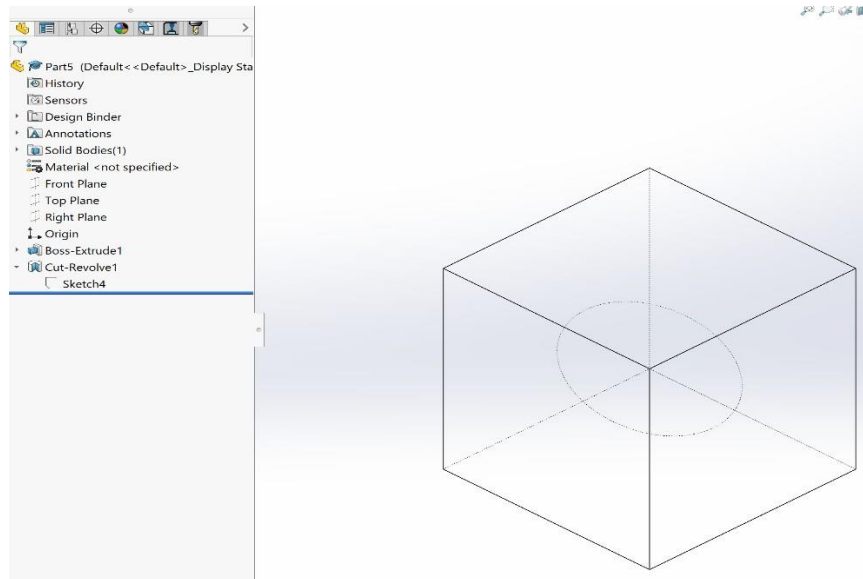 Part5 (Default<<Default>_Display Sta
History
Sensors
Design Binder
Annotations
Solid Bodies(1)
Material <not specified>
Front Plane
Top Plane
Right Plane
Origin
Boss-Extrude1
Cut-Revolve1
Sketch4